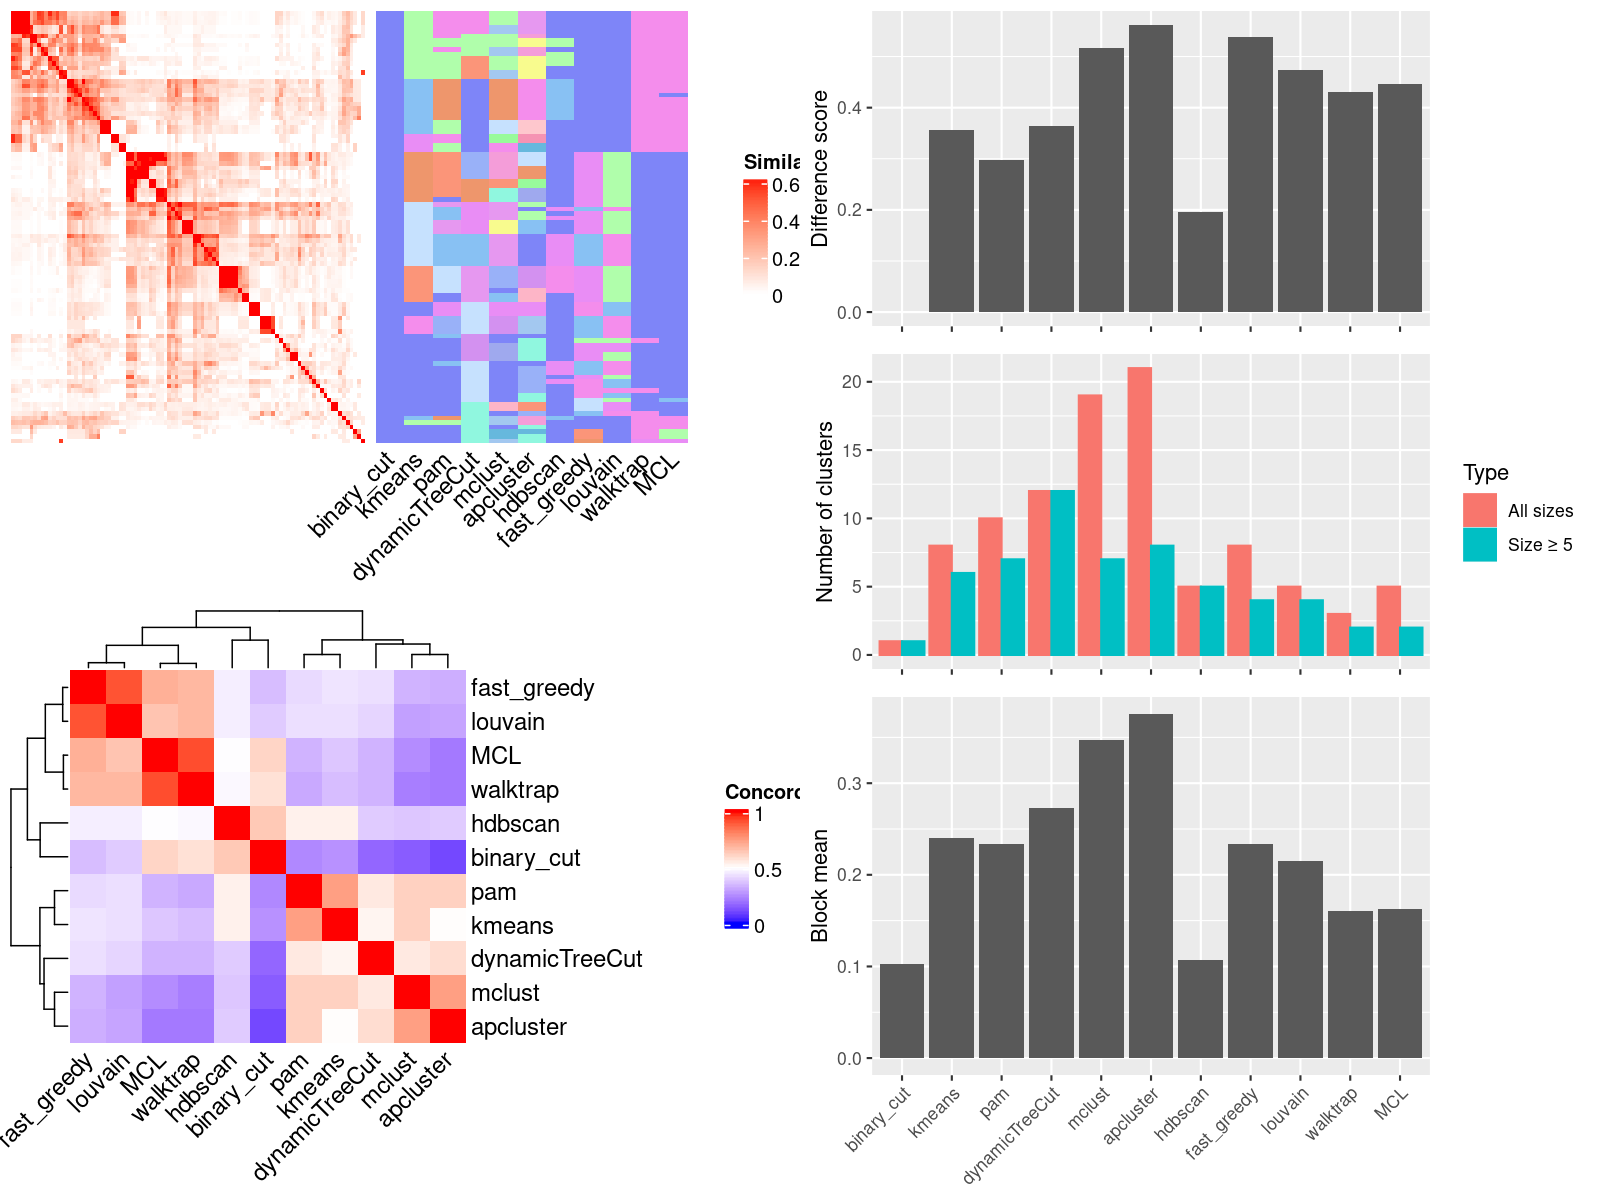 Simila
0.6
0.4
0.2
0
binary_cut
kmeans
pam
dynamicTreeCut
mclust
apcluster
hdbscan
fast_greedy
louvain
walktrap
MCL
Difference score
0.4
0.2
0.0
Number of clusters
20
15
10
5
0
Type
All sizes
Size ≥ 5
fast_greedy
louvain
MCL
walktrap
hdbscan
binary_cut
pam
kmeans
dynamicTreeCut
mclust
apcluster
fast_greedy
louvain
MCL
walktrap
hdbscan
binary_cut
pam
kmeans
dynamicTreeCut
mclust
apcluster
Concord
1
0.5
0
Block mean
0.3
0.2
0.1
0.0
binary_cut
kmeans
pam
dynamicTreeCut
mclust
apcluster
hdbscan
fast_greedy
louvain
walktrap
MCL